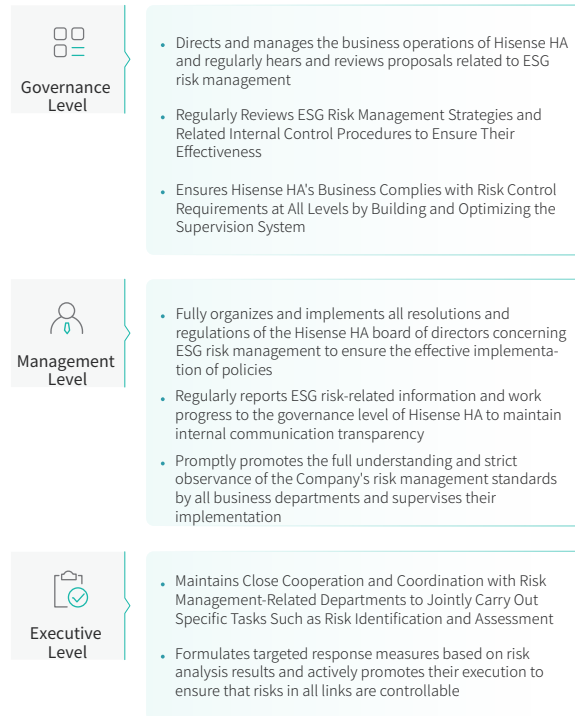 Governance
Level
• Directs and manages the business operations of Hisense HA
and regularly hears and reviews proposals related to ESG
risk management
• Regularly Reviews ESG Risk Management Strategies and
Related Internal Control Procedures to Ensure Their
Effectiveness
• Ensures Hisense HA's Business Complies with Risk Control
Requirements at All Levels by Building and Optimizing the
Supervision System
Management
Level
• Fully organizes and implements all resolutions and
regulations of the Hisense HA board of directors concerning
ESG risk management to ensure the effective implementa-
tion of policies
• Regularly reports ESG risk-related information and work
progress to the governance level of Hisense HA to maintain
internal communication transparency
• Promptly promotes the full understanding and strict
observance of the Company's risk management standards
by all business departments and supervises their
implementation
Executive
Level
• Maintains Close Cooperation and Coordination with Risk
Management-Related Departments to Jointly Carry Out
Specific Tasks Such as Risk Identification and Assessment
• Formulates targeted response measures based on risk
analysis results and actively promotes their execution to
ensure that risks in all links are controllable